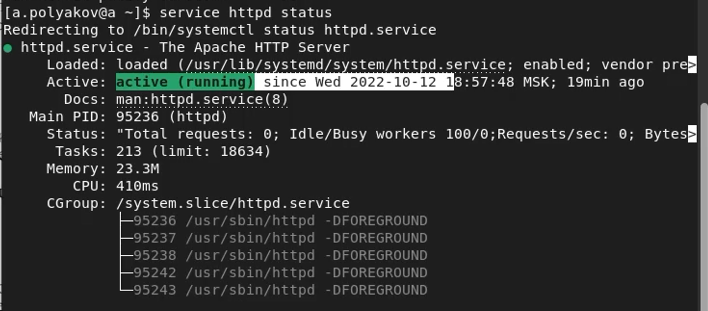 [a.polyakov@a ~]$ service httpd status
Redirecting to /bin/systemctl status httpd.service
● httpd.service - The Apache HTTP Server
Loaded: loaded (/usr/lib/systemd/system/httpd.service; enabled; vendor pre>
Active: active (running) since Wed 2022-10-12 18:57:48 MSK; 19min ago
Docs: man:httpd.service(8)
Main PID: 95236 (httpd)
Status: "Total requests: 0; Idle/Busy workers 100/0;Requests/sec: 0; Bytes>
Tasks: 213 (limit: 18634)
Memory: 23.3M
CPU: 410ms
CGroup: /system.slice/httpd.service
├─95236 /usr/sbin/httpd -DFOREGROUND
├─95237 /usr/sbin/httpd -DFOREGROUND
├─95238 /usr/sbin/httpd -DFOREGROUND
├─95242 /usr/sbin/httpd -DFOREGROUND
└─95243 /usr/sbin/httpd -DFOREGROUND